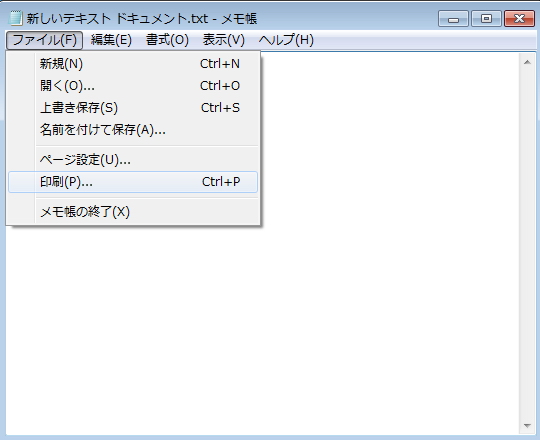 新しいテキスト ドキュメント.txt - メモ帳
ファイル(F) 編集(E) 書式(O) 表示(V) ヘルプ(H)
新規(N) Ctrl+N
開く(O)... Ctrl+O
上書き保存(S) Ctrl+S
名前を付けて保存(A)...
ページ設定(U)...
印刷(P)... Ctrl+P
メモ帳の終了(X)